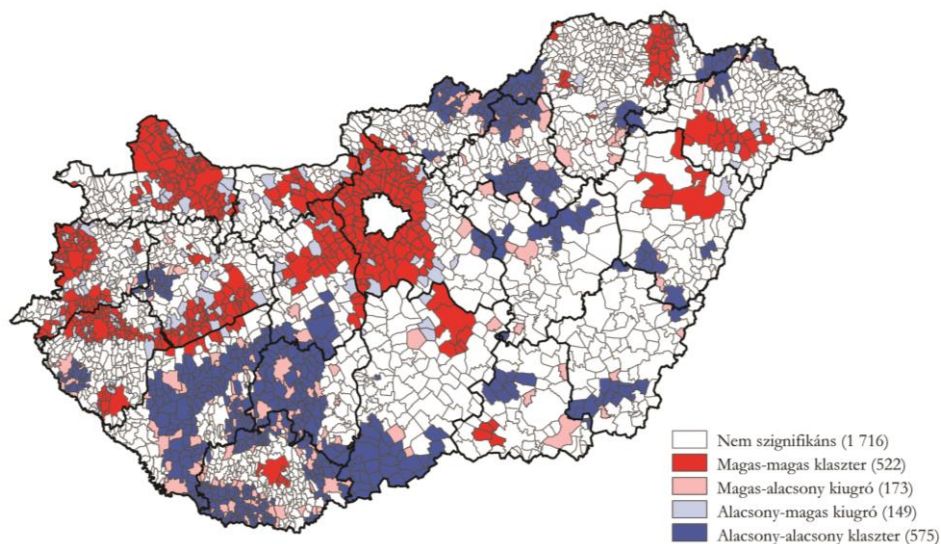 Nem szignifikáns (1 716)
Magas-magas klaszter (522)
Magas-alacsony kiugró (173)
Alacsony-magas kiugró (149)
Alacsony-alacsony klaszter (575)